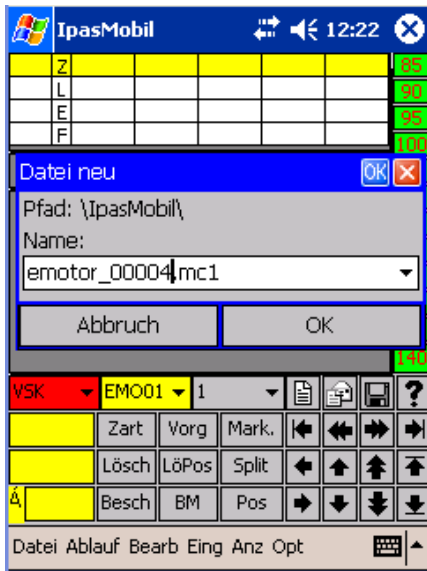 IpasMobil 12:22
Z 85
L 90
E 95
F 100
Datei neu OK
Pfad: \IpasMobil\
Name:
emotor_00004.mc1
Abbruch OK
140
VSK EMO01 1 ?
Zart Vorg Mark.
Lösch LöPos Split
Á Besch BM Pos
Datei Ablauf Bearb Eing Anz Opt